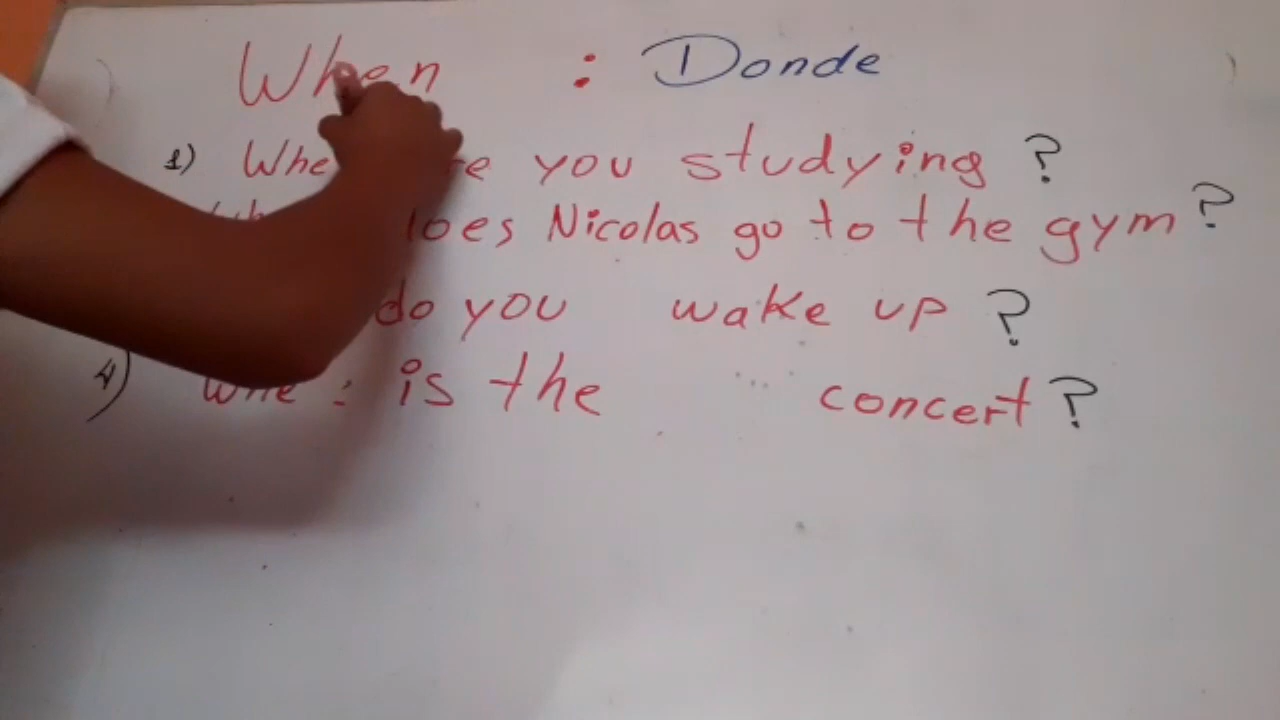 When : Donde
1) you studying ?
Nicolas go to the gym ?
do you wake up ?
4) is the concert ?